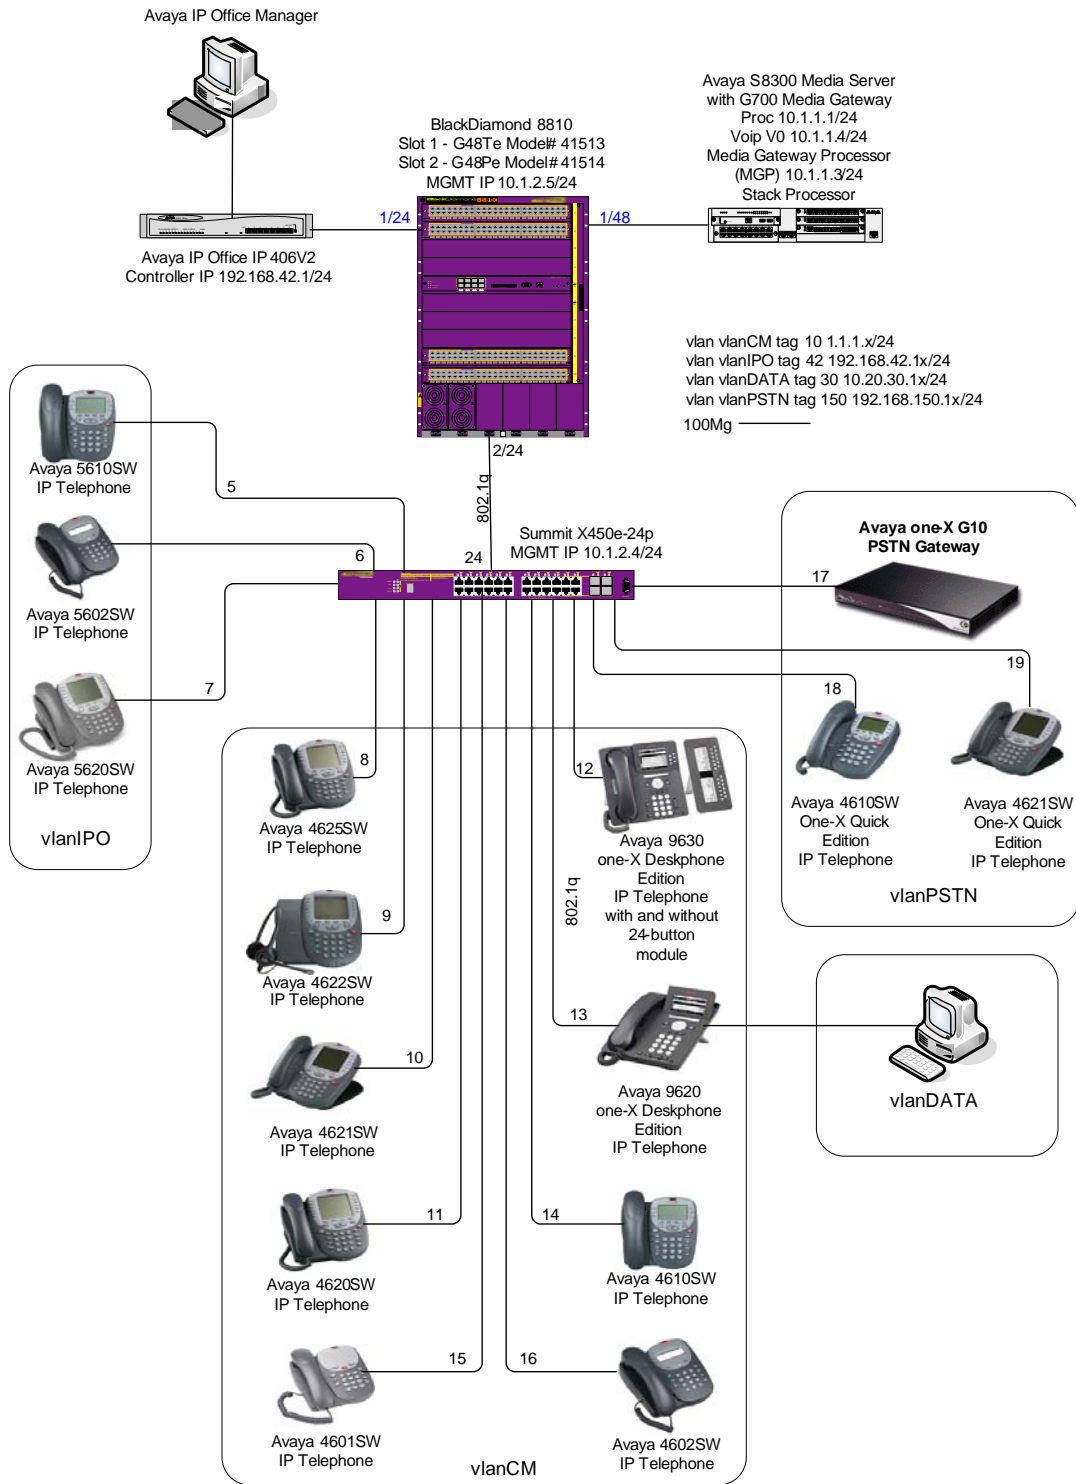 Avaya IP Office Manager
Avaya S8300 Media Server
with G700 Media Gateway
Proc 10.1.1.1/24
Voip V0 10.1.1.4/24
Media Gateway Processor
(MGP) 10.1.1.3/24
Stack Processor
BlackDiamond 8810
Slot 1 - G48Te Model# 41513
Slot 2 - G48Pe Model# 41514
MGMT IP 10.1.2.5/24
1/24
1/48
Avaya IP Office IP 406V2
Controller IP 192.168.42.1/24
vlan vlanCM tag 10 1.1.1.x/24
vlan vlanIPO tag 42 192.168.42.1x/24
vlan vlanDATA tag 30 10.20.30.1x/24
vlan vlanPSTN tag 150 192.168.150.1x/24
100Mg
2/24
802.1q
Summit X450e-24p
MGMT IP 10.1.2.4/24
24
Avaya 5610SW
IP Telephone
5
6
Avaya 5602SW
IP Telephone
7
Avaya 5620SW
IP Telephone
vlanIPO
Avaya one-X G10
PSTN Gateway
17
18
19
Avaya 4610SW
One-X Quick
Edition
IP Telephone
Avaya 4621SW
One-X Quick
Edition
IP Telephone
vlanPSTN
8
Avaya 4625SW
IP Telephone
12
Avaya 9630
one-X Deskphone
Edition
IP Telephone
with and without
24-button
module
802.1q
9
Avaya 4622SW
IP Telephone
13
Avaya 9620
one-X Deskphone
Edition
IP Telephone
vlanDATA
10
Avaya 4621SW
IP Telephone
11
Avaya 4620SW
IP Telephone
14
Avaya 4610SW
IP Telephone
15
Avaya 4601SW
IP Telephone
16
Avaya 4602SW
IP Telephone
vlanCM